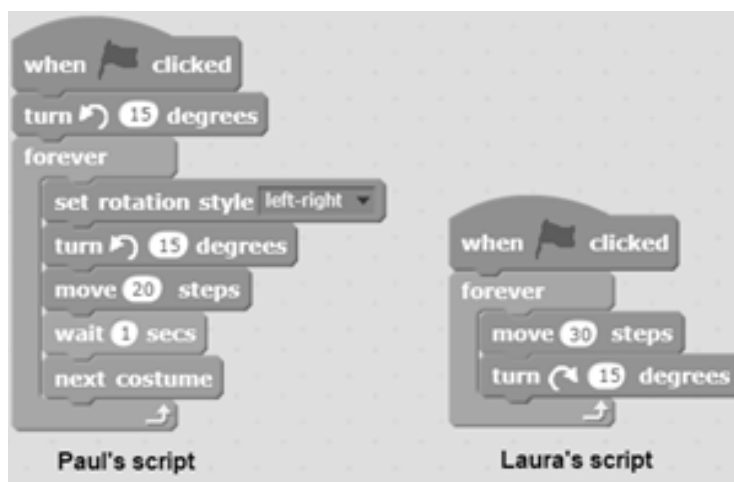 when clicked
turn 15 degrees
forever
set rotation style left-right
turn 15 degrees
move 20 steps
wait 1 secs
next costume
Paul's script
when clicked
forever
move 30 steps
turn 15 degrees
Laura's script